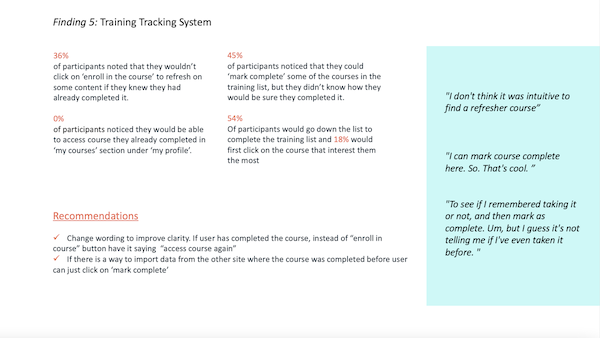 Finding 5: Training Tracking System
36%
of participants noted that they wouldn't
click on 'enroll in the course' to refresh on
some content if they knew they had
already completed it.
0%
of participants noticed they would be able
to access course they already completed in
'my courses' section under 'my profile'.
45%
of participants noticed that they could
'mark complete' some of the courses in the
training list, but they didn't know how they
would be sure they completed it.
54%
Of participants would go down the list to
complete the training list and 18% would
first click on the course that interest them
the most
Recommendations
✓ Change wording to improve clarity. If user has completed the course, instead of "enroll in
course" button have it saying "access course again"
✓ If there is a way to import data from the other site where the course was completed before user
can just click on 'mark complete'
"I don't think it was intuitive to
find a refresher course"
"I can mark course complete
here. So. That's cool. "
"To see if I remembered taking it
or not, and then mark as
complete. Um, but I guess it's not
telling me if I've even taken it
before. "